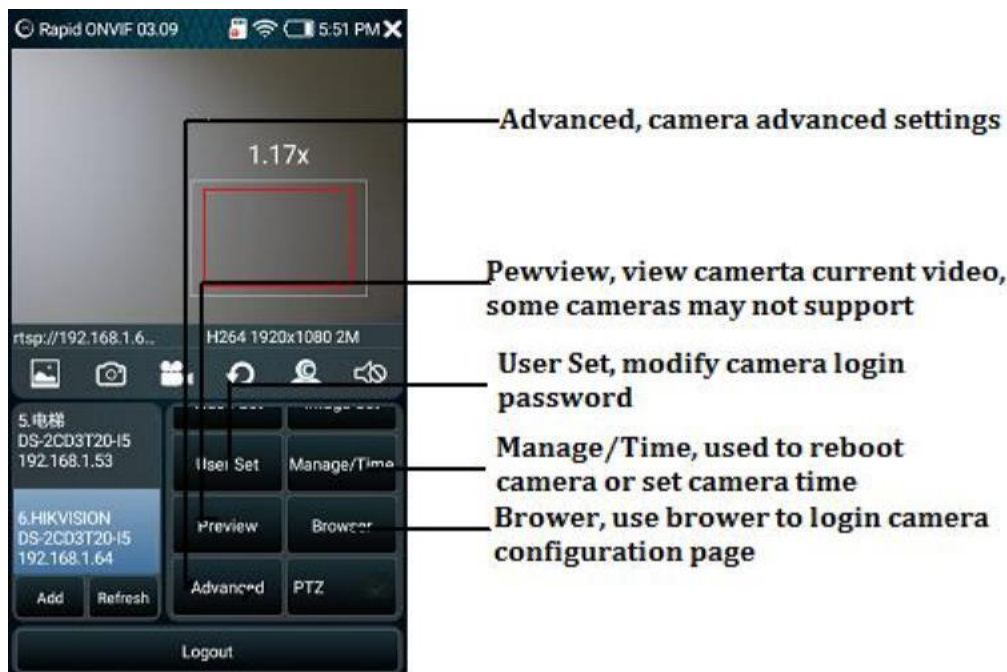 Rapid ONVIF 03.09 5:51 PM X
Advanced, camera advanced settings
1.17x
Pewview, view camerta current video,
some cameras may not support
rtsp://192.168.1.6.. H264 1920x1080 2M
User Set, modify camera login
password
5.电梯
DS-2CD3T20-I5
192.168.1.53
User Set Manage/Time
Manage/Time, used to reboot
camera or set camera time
6.HIKVISION
DS-2CD3T20-I5
192.168.1.64
Preview Browser
Brower, use brower to login camera
configuration page
Add Refresh
Advanced PTZ
Logout